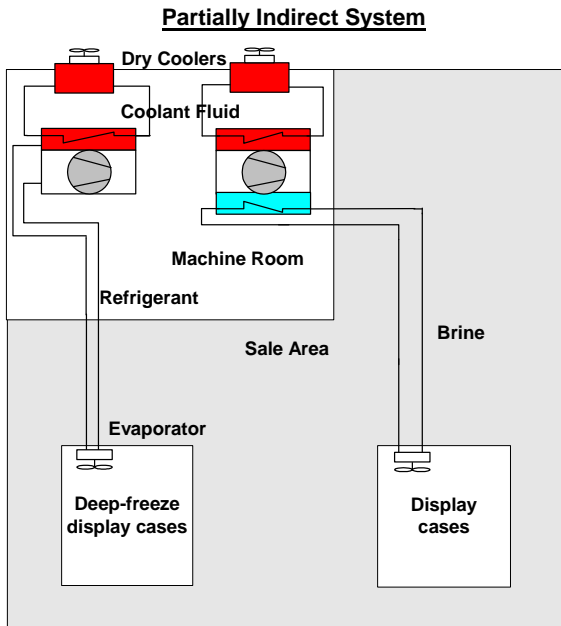 Partially Indirect System
Dry Coolers
Coolant Fluid
Machine Room
Refrigerant
Sale Area
Brine
Evaporator
Deep-freeze
display cases
Display
cases